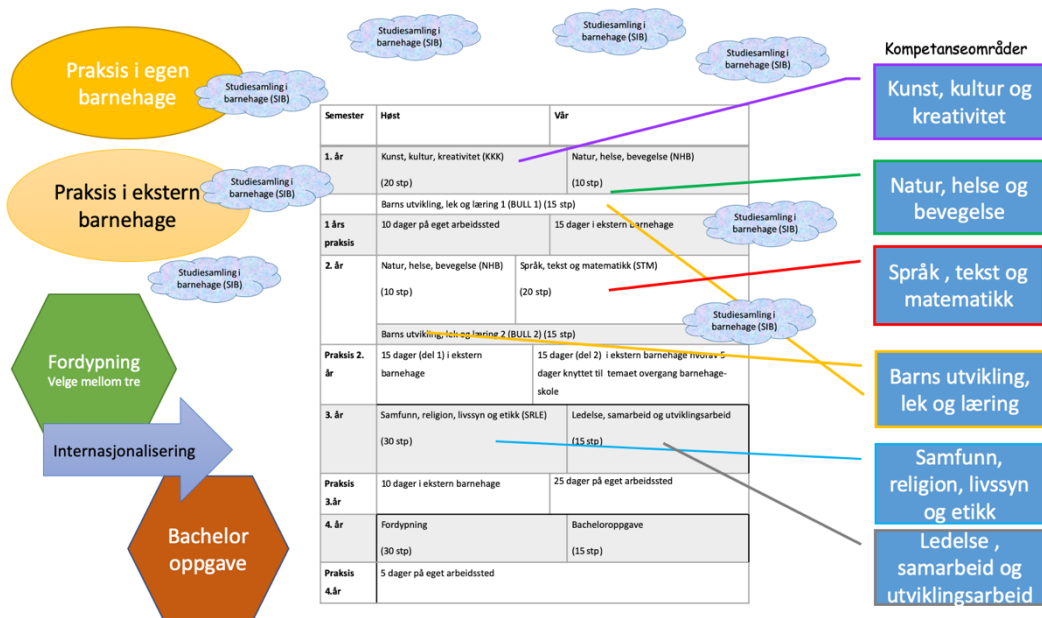 Studiesamling i
barnehage (SIB)
Studiesamling i
barnehage (SIB)
Studiesamling i
barnehage (SIB)
Praksis i egen
barnehage
Studiesamling i
barnehage (SIB)
Praksis i ekstern
barnehage
Studiesamling i
barnehage (SIB)
Studiesamling i
barnehage (SIB)
Fordypning
Velge mellom tre
Internasjonalisering
Bachelor
oppgave
Semester
Høst
Vår
1. år
Kunst, kultur, kreativitet (KKK)
(20 stp)
Natur, helse, bevegelse (NHB)
(10 stp)
Barns utvikling, lek og læring 1 (BULL 1) (15 stp)
1 års
praksis
10 dager på eget arbeidssted
15 dager i ekstern barnehage
Studiesamling i
barnehage (SIB)
2. år
Natur, helse, bevegelse (NHB)
(10 stp)
Språk, tekst og matematikk (STM)
(20 stp)
Studiesamling i
barnehage (SIB)
Barns utvikling, lek og læring 2 (BULL 2) (15 stp)
Praksis 2.
år
15 dager (del 1) i ekstern
barnehage
15 dager (del 2) i ekstern barnehage hvorav 5
dager knyttet til temaet overgang barnehage-
skole
3. år
Samfunn, religion, livssyn og etikk (SRLE)
(30 stp)
Ledelse, samarbeid og utviklingsarbeid
(15 stp)
Praksis
3.år
10 dager i ekstern barnehage
25 dager på eget arbeidssted
4. år
Fordypning
(30 stp)
Bacheloroppgave
(15 stp)
Praksis
4.år
5 dager på eget arbeidssted
Kompetanseområder
Kunst, kultur og
kreativitet
Natur, helse og
bevegelse
Språk , tekst og
matematikk
Barns utvikling,
lek og læring
Samfunn,
religion, livssyn
og etikk
Ledelse ,
samarbeid og
utviklingsarbeid